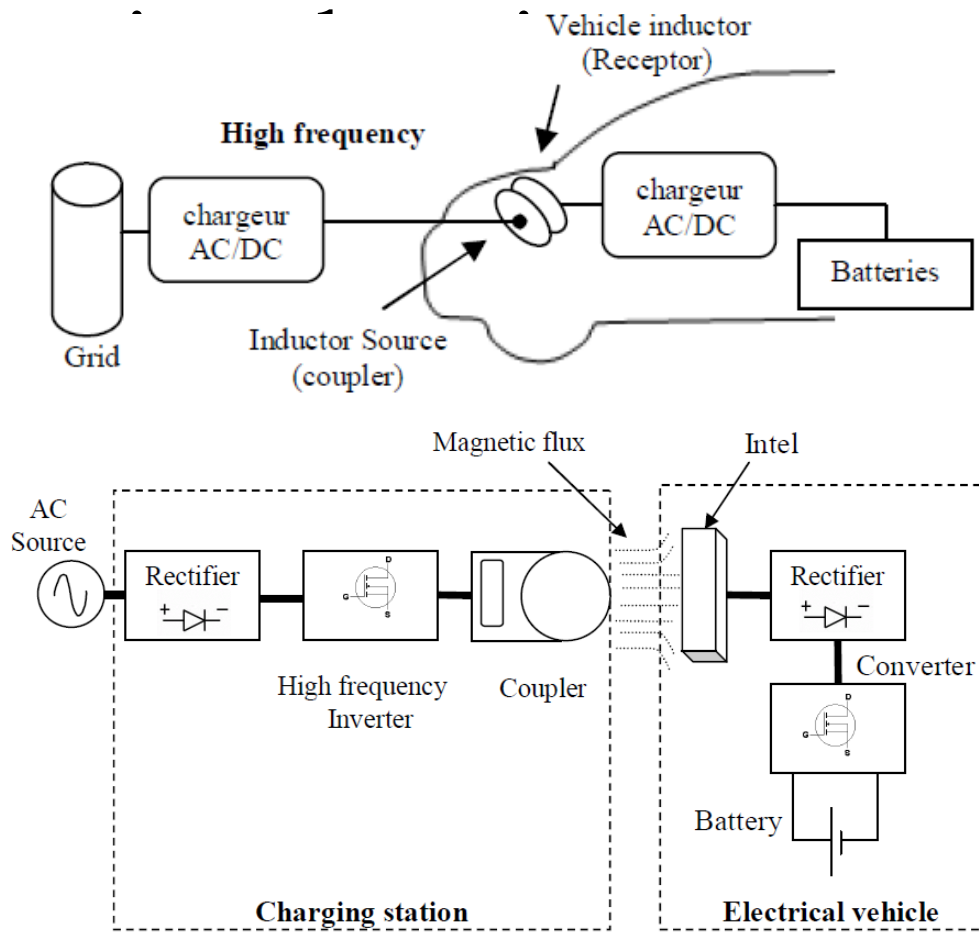 Vehicle inductor
(Receptor)
High frequency
chargeur
AC/DC
chargeur
AC/DC
Batteries
Grid
Inductor Source
(coupler)
Magnetic flux
Intel
AC
Source
Rectifier
+ −
D
G
S
High frequency
Inverter
Coupler
Rectifier
+ −
Converter
D
G
S
Battery
Charging station
Electrical vehicle